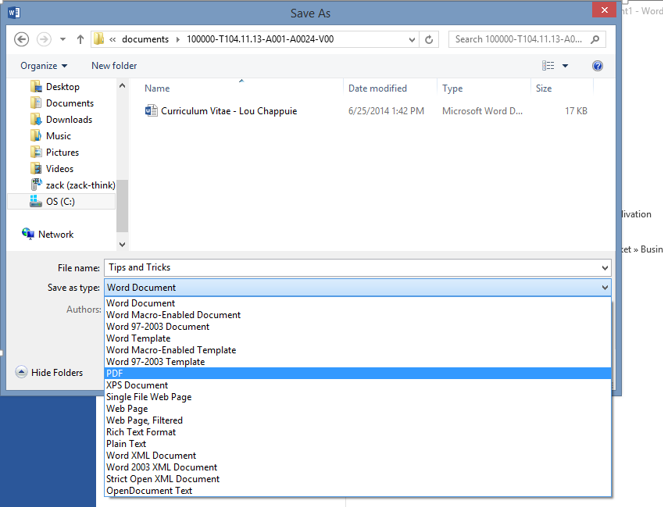 Save As
nt1 - Word
« documents › 100000-T104.11.13-A001-A0024-V00
Search 100000-T104.11.13-A0...
Organize
New folder
Name
Date modified
Type
Size
Desktop
Documents
Downloads
Music
Pictures
Videos
zack (zack-think)
OS (C:)
Network
Curriculum Vitae - Lou Chappuie
6/25/2014 1:42 PM
Microsoft Word D...
17 KB
livation
ket » Busin
File name:
Tips and Tricks
Save as type:
Word Document
Authors:
Word Document
Word Macro-Enabled Document
Word 97-2003 Document
Word Template
Word Macro-Enabled Template
Word 97-2003 Template
PDF
XPS Document
Single File Web Page
Web Page
Web Page, Filtered
Rich Text Format
Plain Text
Word XML Document
Word 2003 XML Document
Strict Open XML Document
OpenDocument Text
Hide Folders